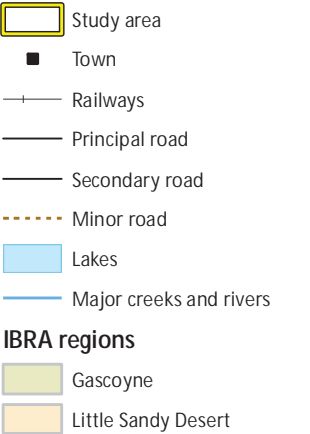 Study area
Town
Railways
Principal road
Secondary road
Minor road
Lakes
Major creeks and rivers
IBRA regions
Gascoyne
Little Sandy Desert